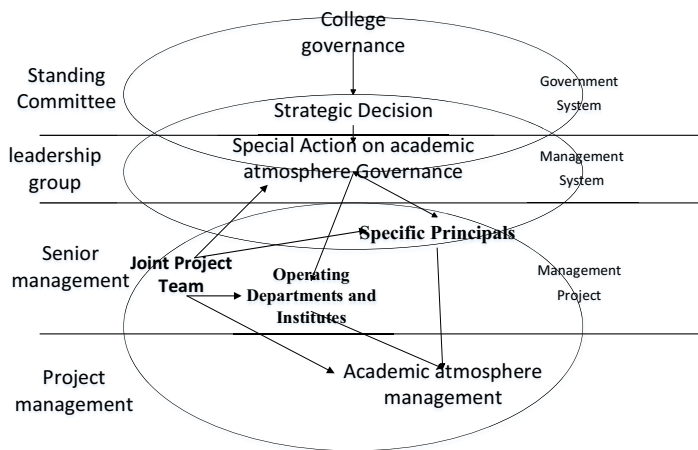 College
governance
Standing
Committee
Government
System
Strategic Decision
leadership
group
Special Action on academic
atmosphere Governance
Management
System
Specific Principals
Senior
management
Joint Project
Team
Operating
Departments and
Institutes
Management
Project
Project
management
Academic atmosphere
management